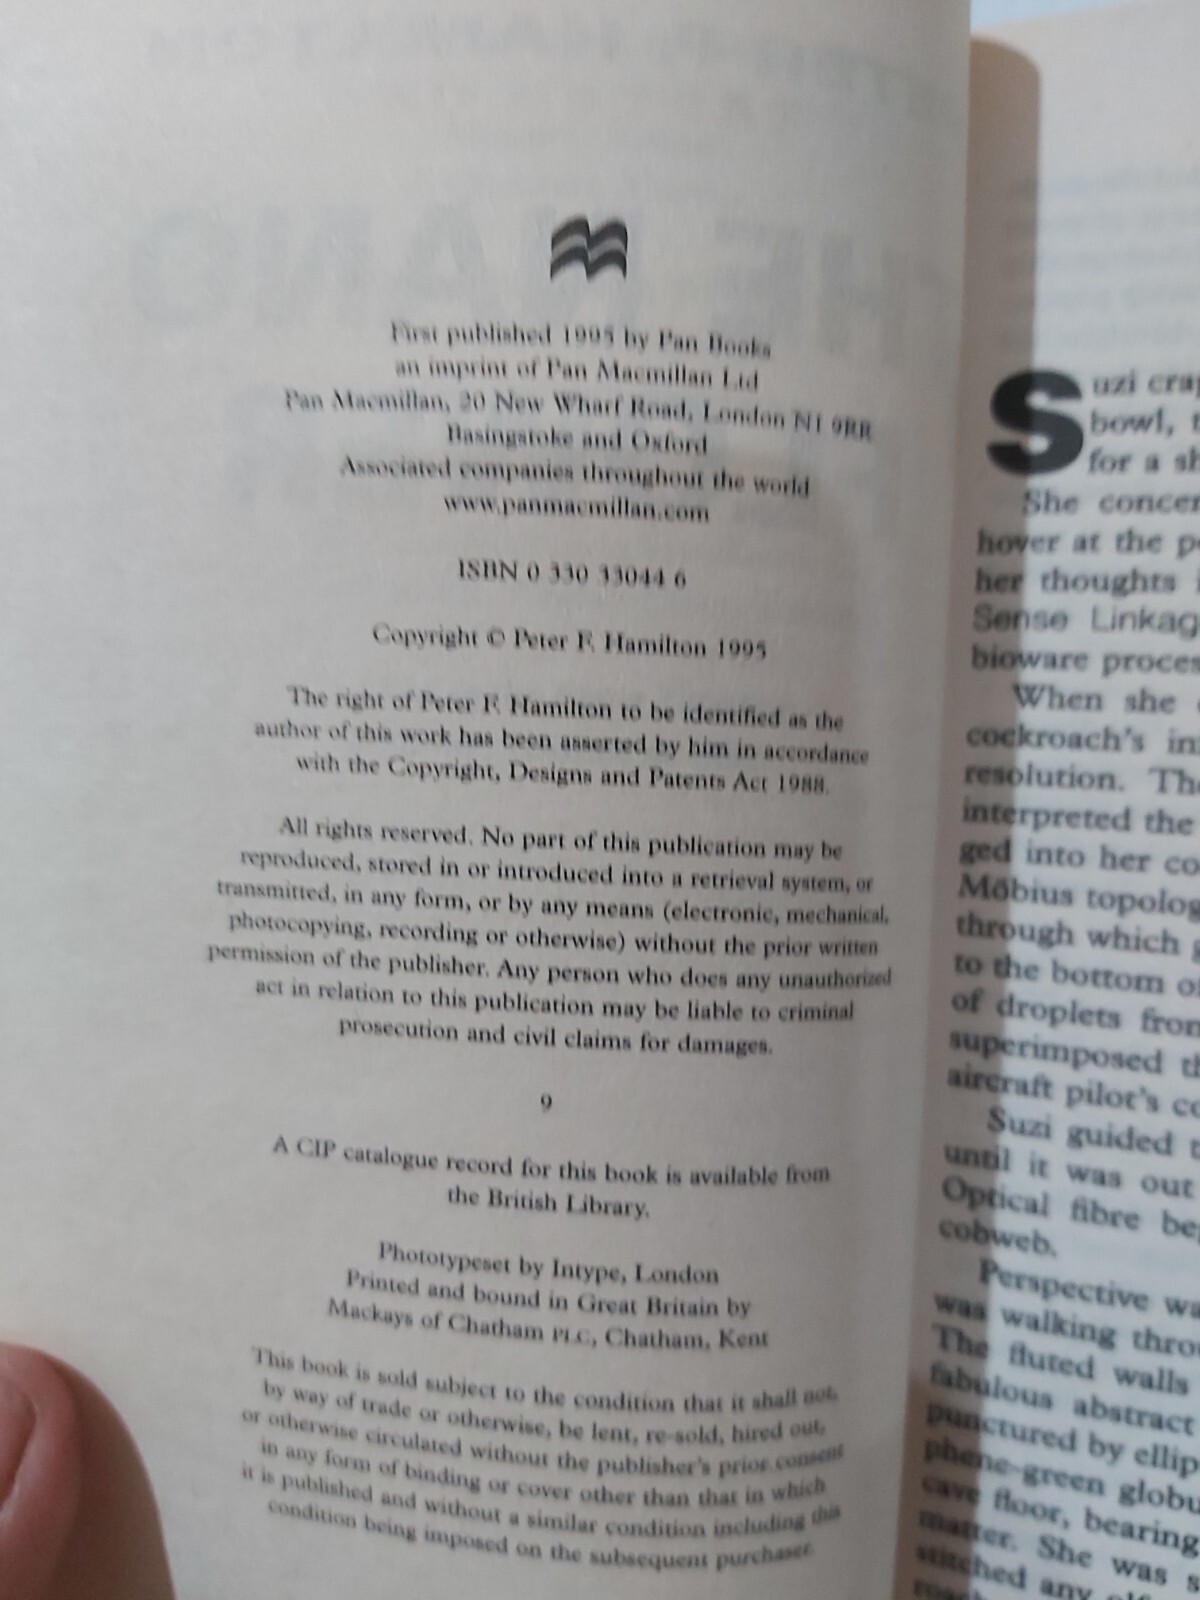 First published 1995 by Pan Books
an imprint of Pan Macmillan Ltd
Pan Macmillan, 20 New Wharf Road, London N1 9RR
Basingstoke and Oxford
Associated companies throughout the world
www.panmacmillan.com
ISBN 0 330 33044 6
Copyright © Peter F. Hamilton 1995
The right of Peter F. Hamilton to be identified as the
author of this work has been asserted by him in accordance
with the Copyright, Designs and Patents Act 1988.
All rights reserved. No part of this publication may be
reproduced, stored in or introduced into a retrieval system, or
transmitted, in any form, or by any means (electronic, mechanical,
photocopying, recording or otherwise) without the prior written
permission of the publisher. Any person who does any unauthorized
act in relation to this publication may be liable to criminal
prosecution and civil claims for damages.
9
A CIP catalogue record for this book is available from
the British Library.
Phototypeset by Intype, London
Printed and bound in Great Britain by
Mackays of Chatham PLC, Chatham, Kent
This book is sold subject to the condition that it shall not,
by way of trade or otherwise, be lent, re-sold, hired out,
or otherwise circulated without the publisher's prior consent
in any form of binding or cover other than that in which
it is published and without a similar condition including this
condition being imposed on the subsequent purchaser.
Suzi
bowl,
for a
She
hover at the
her thoughts
Sense
bioware
When she
cockroach's
resolution.
interpreted the
ged into her
Möbius
through which
to the bottom
of droplets
superimposed
aircraft pilot's
Suzi guided
until it was out
Optical fibre
cobweb.
Perspective
was walking
The fluted walls
fabulous abstract
punctured by
phene-green
cave floor, bearing
matter. She was
stitched any